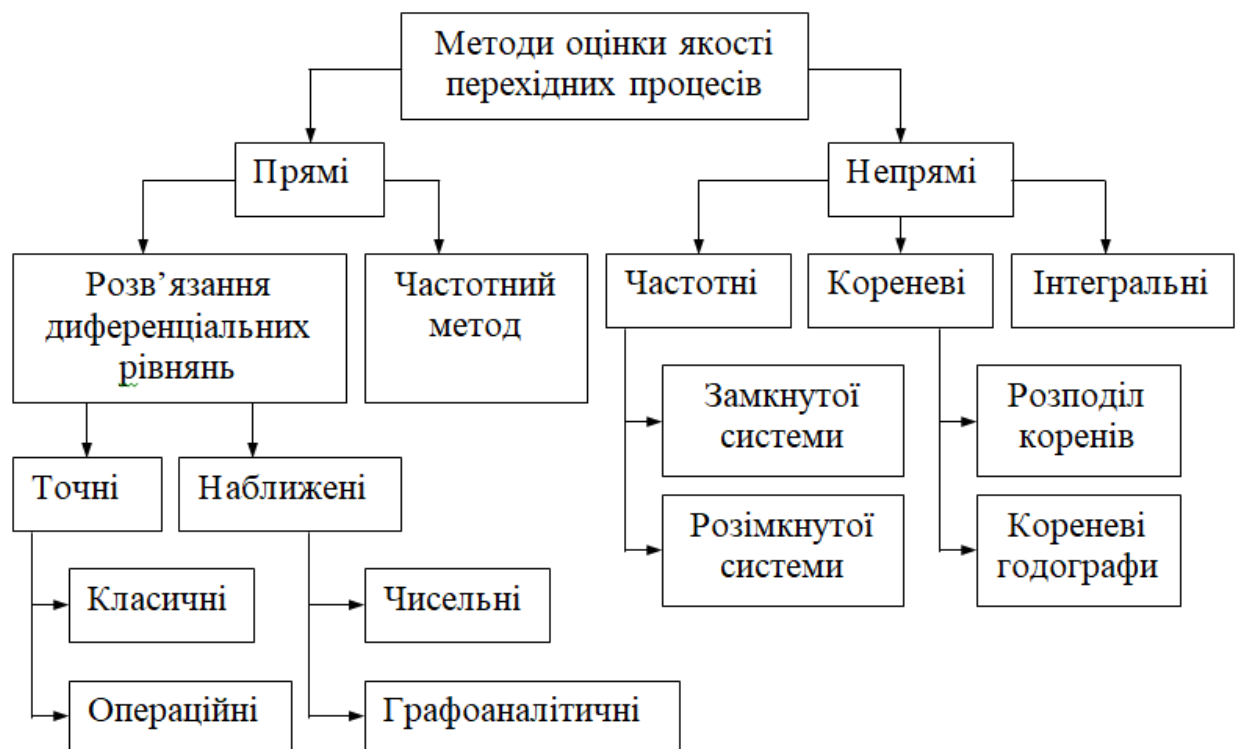 Методи оцінки якості
перехідних процесів
Прямі
Непрямі
Розв’язання
диференціальних
рівнянь
Частотний
метод
Частотні
Кореневі
Інтегральні
Замкнутої
системи
Розподіл
коренів
Точні
Наближені
Розімкнутої
системи
Кореневі
годографи
Класичні
Чисельні
Операційні
Графоаналітичні